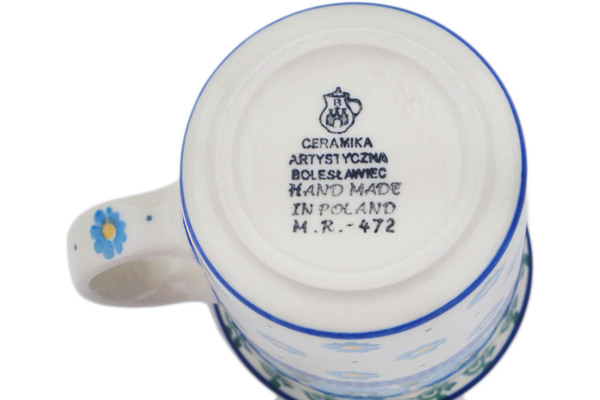 CERAMIKA
ARTYSTYCZNA
BOLESŁAWIEC
HAND MADE
IN POLAND
M.R.-472